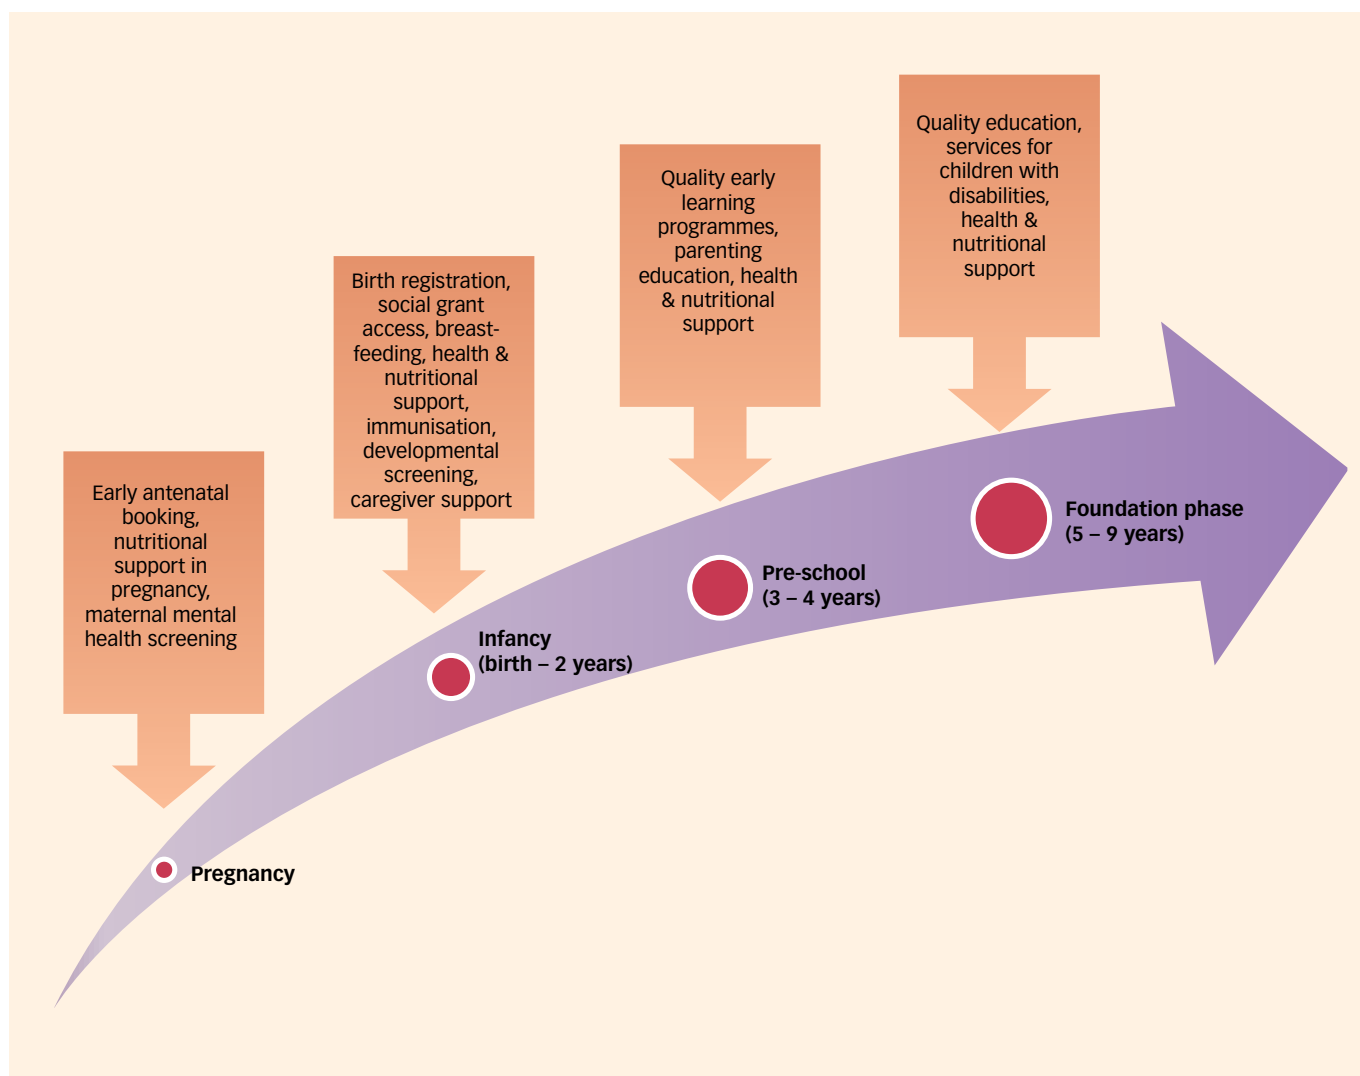 Early antenatal
booking,
nutritional
support in
pregnancy,
maternal mental
health screening
Pregnancy
Birth registration,
social grant
access, breast-
feeding, health &
nutritional
support,
immunisation,
developmental
screening,
caregiver support
Infancy
(birth – 2 years)
Quality early
learning
programmes,
parenting
education, health
& nutritional
support
Pre-school
(3 – 4 years)
Quality education,
services for
children with
disabilities,
health &
nutritional
support
Foundation phase
(5 – 9 years)